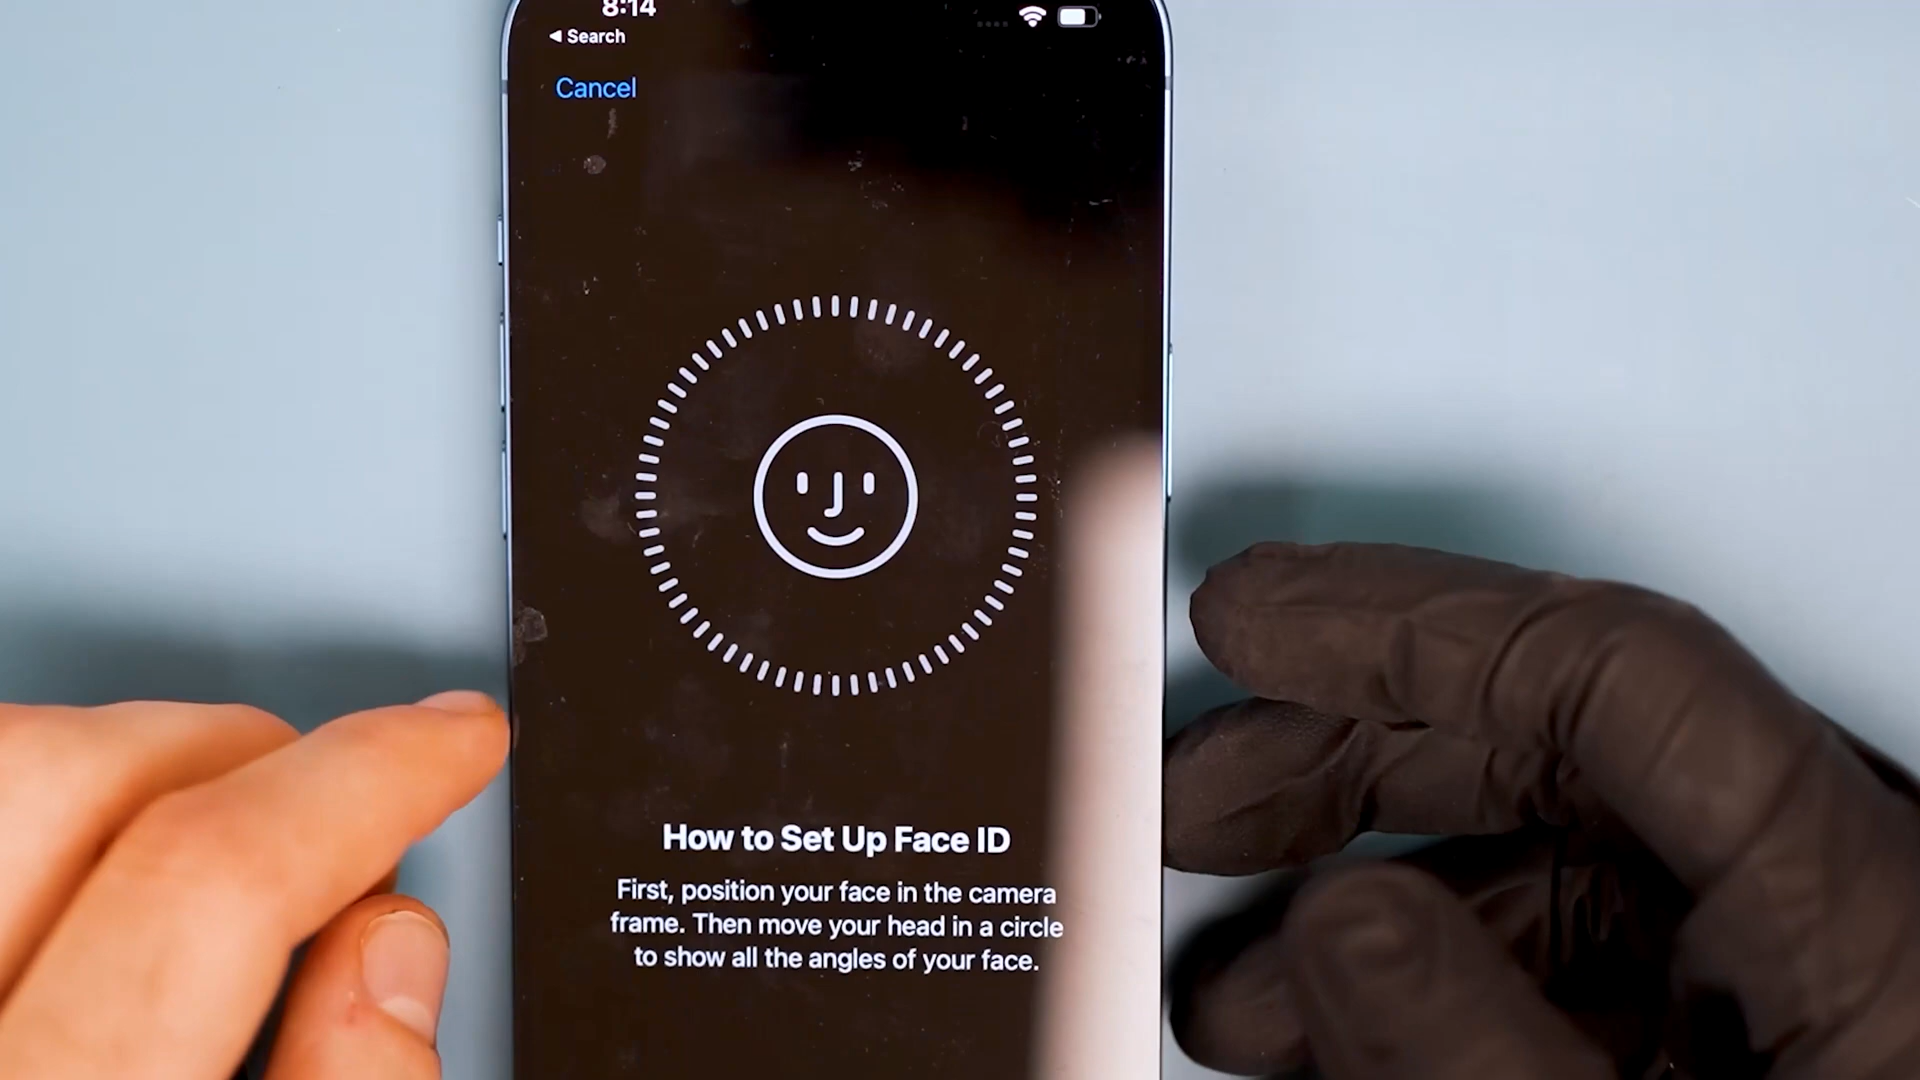 8:14
◀ Search
Cancel
How to Set Up Face ID
First, position your face in the camera
frame. Then move your head in a circle
to show all the angles of your face.